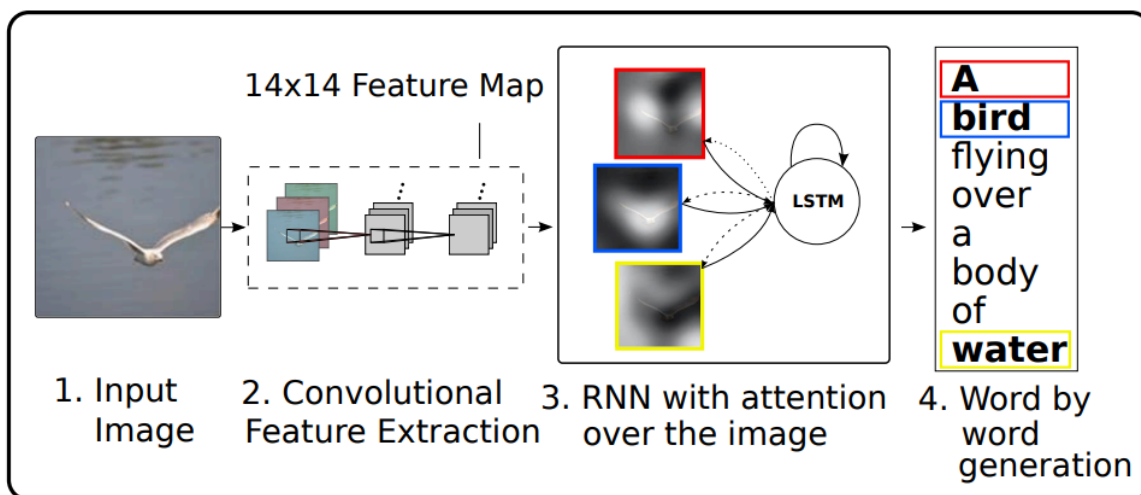 14x14 Feature Map
LSTM
A
bird
flying
over
a
body
of
water
1. Input
Image
2. Convolutional
Feature Extraction
3. RNN with attention
over the image
4. Word by
word
generation